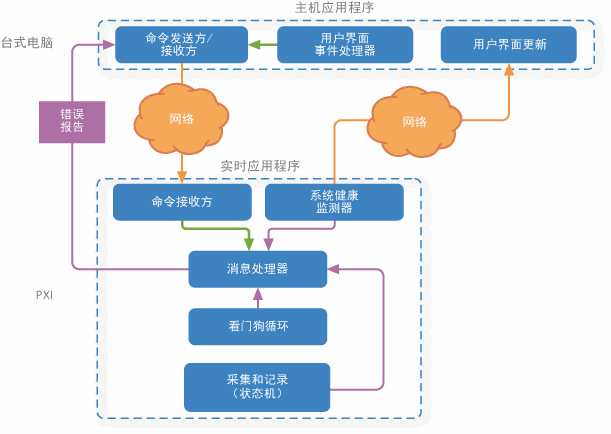 主机应用程序
台式电脑
命令发送方/
接收方
用户界面
事件处理器
用户界面更新
错误
报告
网络
网络
实时应用程序
命令接收方
系统健康
监测器
消息处理器
PXI
看门狗循环
采集和记录
（状态机）